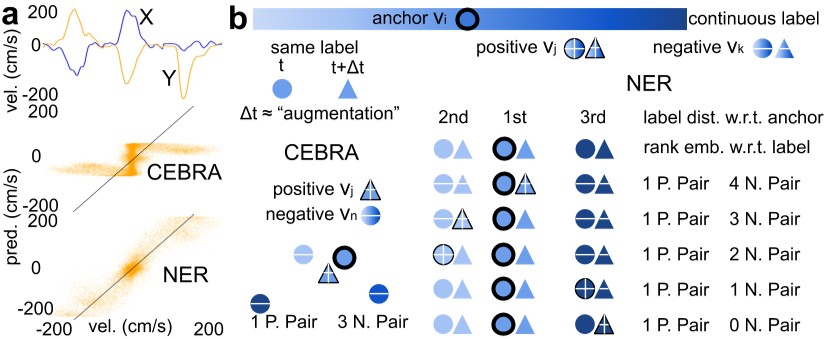 a
vel. (cm/s)
200
0
-200
X
Y
pred. (cm/s)
200
0
-200
CEBRA
200
0
-200
NER
-200
vel. (cm/s)
200
b
anchor vᵢ
continuous label
same label
t
t+Δt
Δt ≈ “augmentation”
positive vⱼ
negative vₖ
NER
CEBRA
positive vⱼ
negative vₙ
1 P. Pair 3 N. Pair
2nd 1st 3rd label dist. w.r.t. anchor
rank emb. w.r.t. label
1 P. Pair 4 N. Pair
1 P. Pair 3 N. Pair
1 P. Pair 2 N. Pair
1 P. Pair 1 N. Pair
1 P. Pair 0 N. Pair